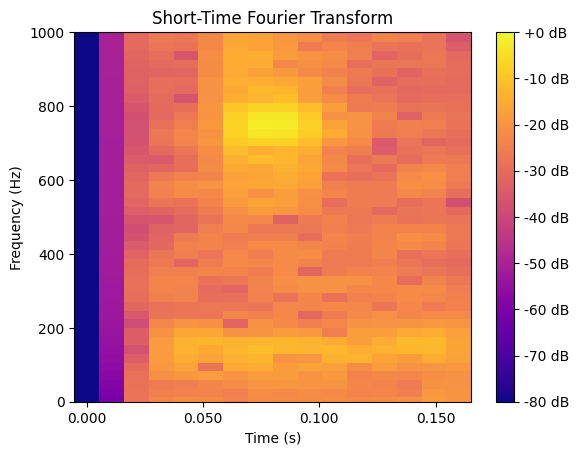 Short-Time Fourier Transform
1000
800
600
400
200
0
Frequency (Hz)
0.000
0.050
0.100
0.150
Time (s)
+0 dB
-10 dB
-20 dB
-30 dB
-40 dB
-50 dB
-60 dB
-70 dB
-80 dB